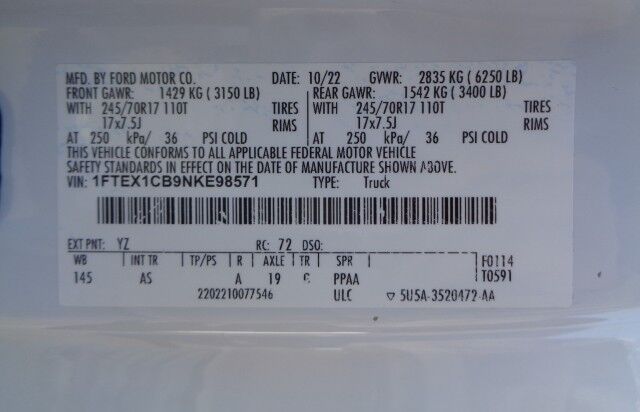 MFD. BY FORD MOTOR CO. DATE: 10/22 GVWR: 2835 KG ( 6250 LB)
FRONT GAWR: 1429 KG ( 3150 LB) REAR GAWR: 1542 KG ( 3400 LB)
WITH 245/70R17 110T TIRES WITH 245/70R17 110T TIRES
17x7.5J RIMS 17x7.5J RIMS
AT 250 kPa/ 36 PSI COLD AT 250 kPa/ 36 PSI COLD
THIS VEHICLE CONFORMS TO ALL APPLICABLE FEDERAL MOTOR VEHICLE
SAFETY STANDARDS IN EFFECT ON THE DATE OF MANUFACTURE SHOWN ABOVE.
VIN: 1FTEX1CB9NKE98571 TYPE: Truck
EXT PNT: YZ RC: 72 DSO:
WB INT TR TP/PS R AXLE TR SPR F0114
145 AS A 19 PPAA T0591
2202210077546 ULC ▽ 5U5A-3520472-AA